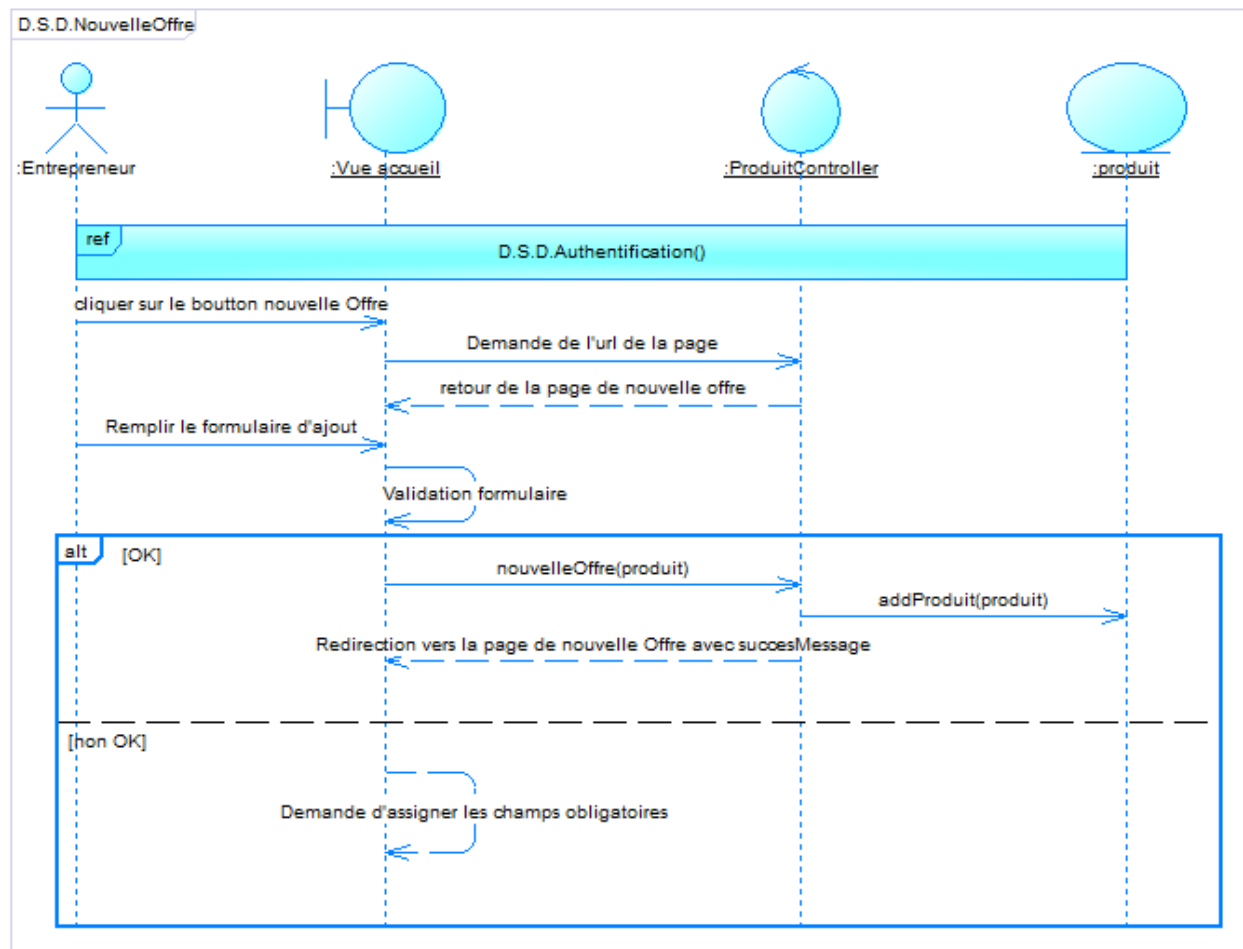 D.S.D.NouvelleOffre
:Entrepreneur
:Vue accueil
:ProduitController
:produit
ref
D.S.D.Authentification()
cliquer sur le boutton nouvelle Offre
Demande de l'url de la page
retour de la page de nouvelle offre
Remplir le formulaire d'ajout
Validation formulaire
alt
[OK]
nouvelleOffre(produit)
addProduit(produit)
Redirection vers la page de nouvelle Offre avec succesMessage
[non OK]
Demande d'assigner les champs obligatoires